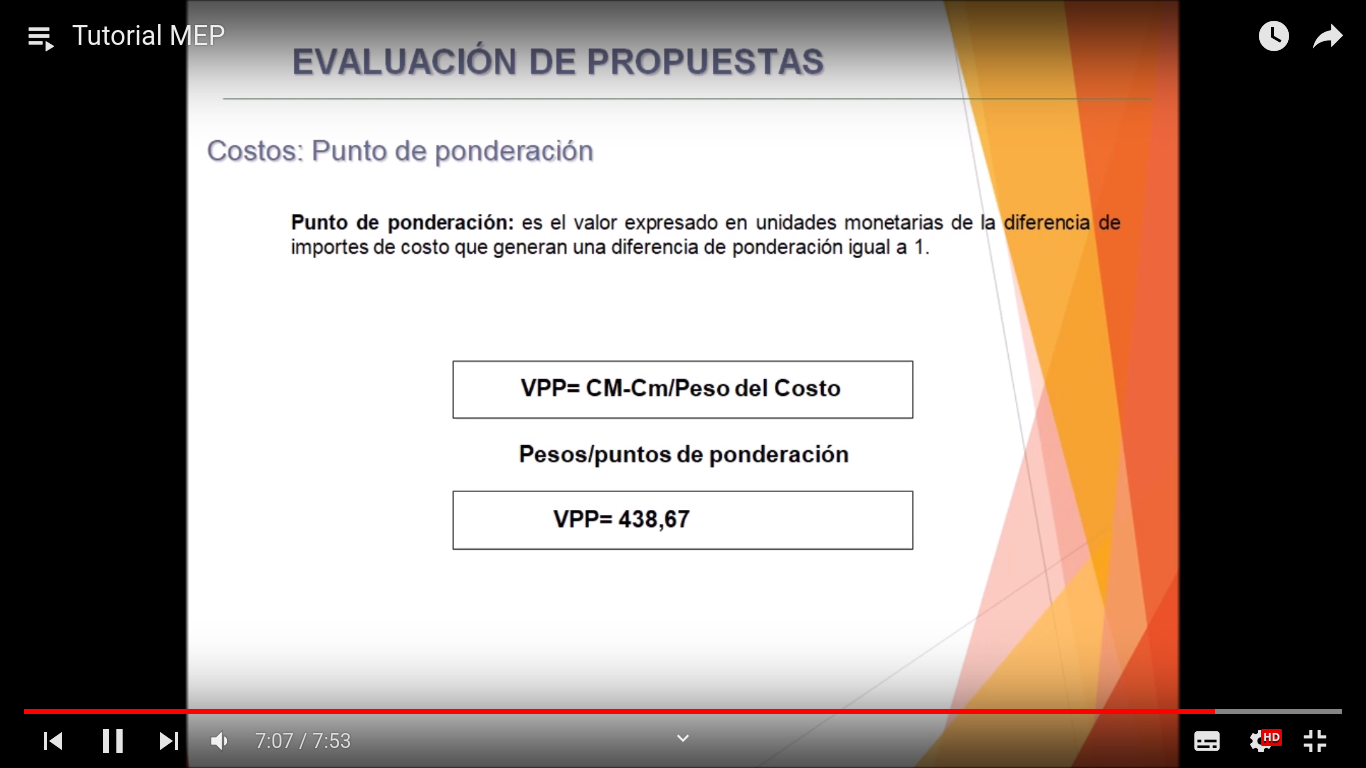 Tutorial MEP
EVALUACIÓN DE PROPUESTAS
Costos: Punto de ponderación
Punto de ponderación: es el valor expresado en unidades monetarias de la diferencia de
importes de costo que generan una diferencia de ponderación igual a 1.
VPP= CM-Cm/Peso del Costo
Pesos/puntos de ponderación
VPP= 438,67
7:07 / 7:53
HD